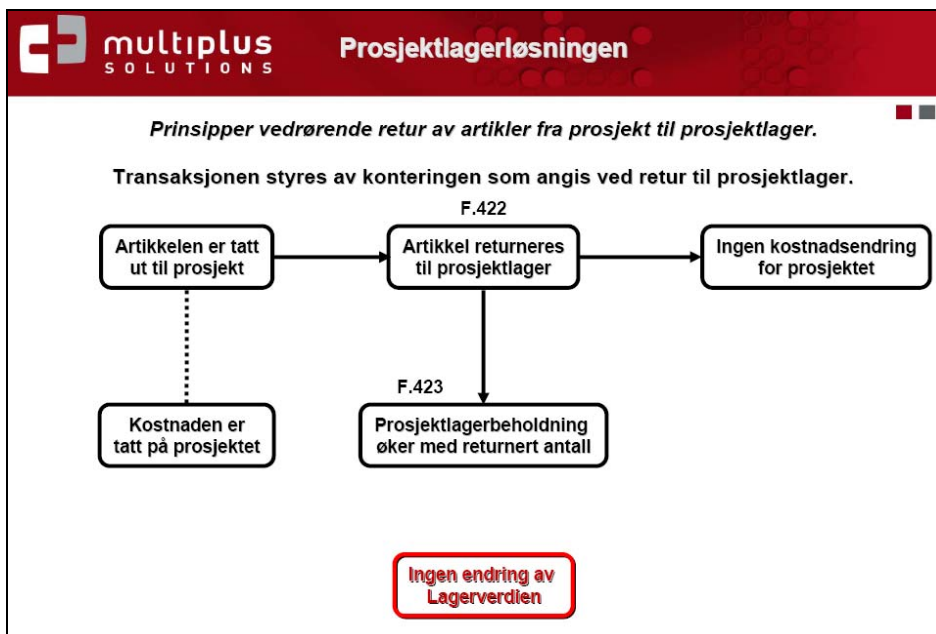 multiplus
SOLUTIONS
Prosjektlagerløsningen
Prinsipper vedrørende retur av artikler fra prosjekt til prosjektlager.
Transaksjonen styres av konteringen som angis ved retur til prosjektlager.
F.422
Artikkelen er tatt
ut til prosjekt
Artikkel returneres
til prosjektlager
Ingen kostnadsendring
for prosjektet
F.423
Kostnaden er
tatt på prosjektet
Prosjektlagerbeholdning
øker med returnert antall
Ingen endring av
Lagerverdien